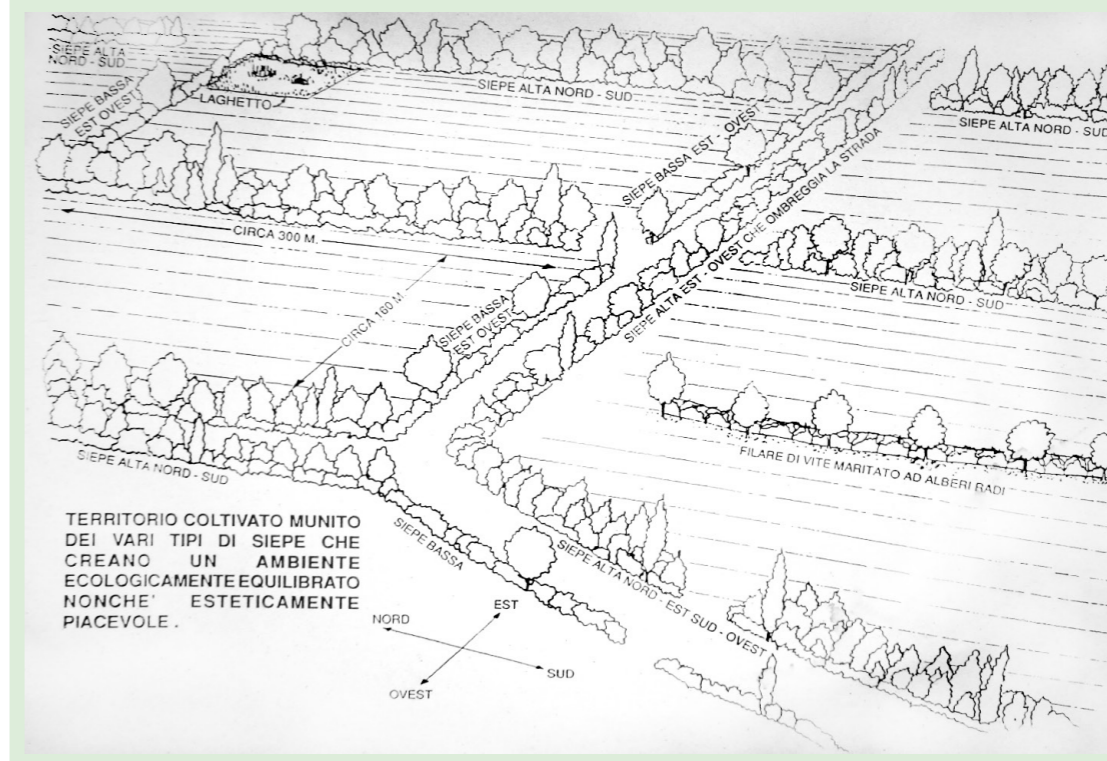 SIEPE ALTA
NORD - SUD
SIEPE BASSA
EST OVEST
LAGHETTO
SIEPE ALTA NORD - SUD
SIEPE ALTA NORD - SUD
SIEPE BASSA EST - OVEST
SIEPE ALTA EST - OVEST CHE OMBREGGIA LA STRADA
CIRCA 300 M.
CIRCA 160 M.
SIEPE BASSA
EST OVEST
SIEPE ALTA NORD - SUD
FILARE DI VITE MARITATO AD ALBERI RADI
SIEPE ALTA NORD - SUD
SIEPE BASSA
SIEPE ALTA NORD - EST SUD - OVEST
TERRITORIO COLTIVATO MUNITO
DEI VARI TIPI DI SIEPE CHE
CREANO UN AMBIENTE
ECOLOGICAMENTE EQUILIBRATO
NONCHE' ESTETICAMENTE
PIACEVOLE .
NORD
EST
SUD
OVEST